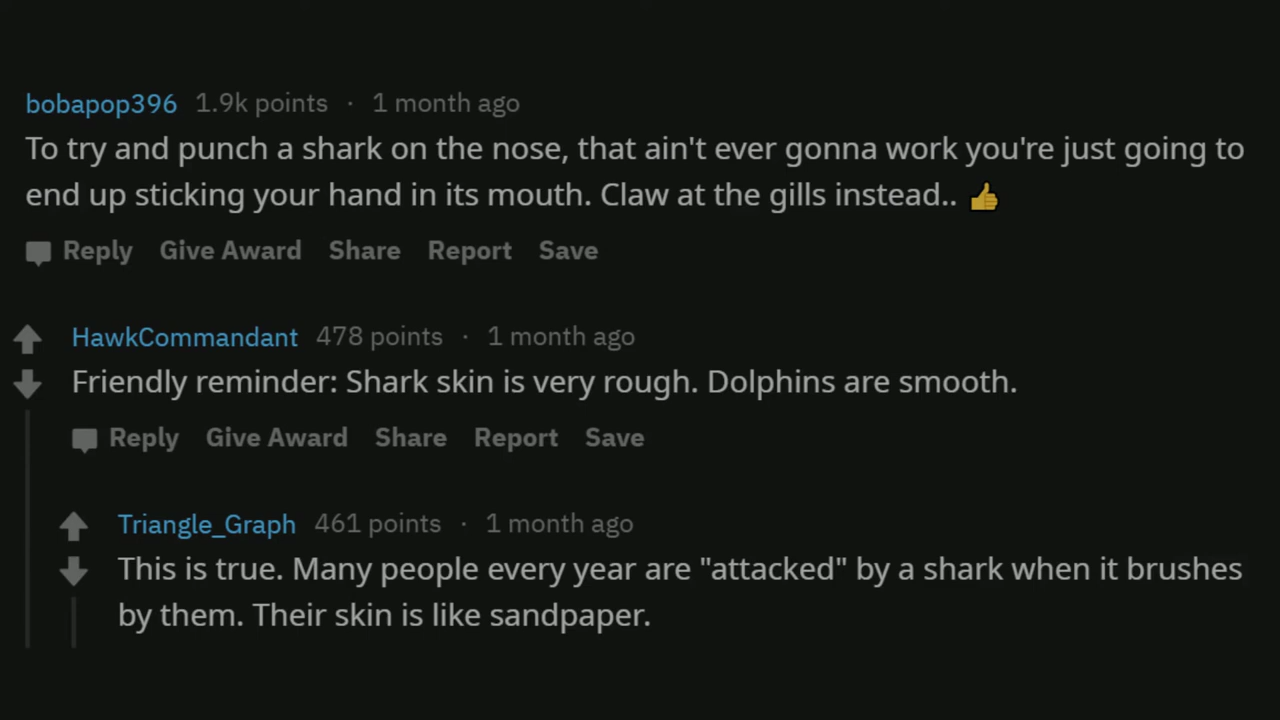 bobapop396 1.9k points · 1 month ago
To try and punch a shark on the nose, that ain't ever gonna work you're just going to
end up sticking your hand in its mouth. Claw at the gills instead.. 👍
Reply Give Award Share Report Save
HawkCommandant 478 points · 1 month ago
Friendly reminder: Shark skin is very rough. Dolphins are smooth.
Reply Give Award Share Report Save
Triangle_Graph 461 points · 1 month ago
This is true. Many people every year are "attacked" by a shark when it brushes
by them. Their skin is like sandpaper.